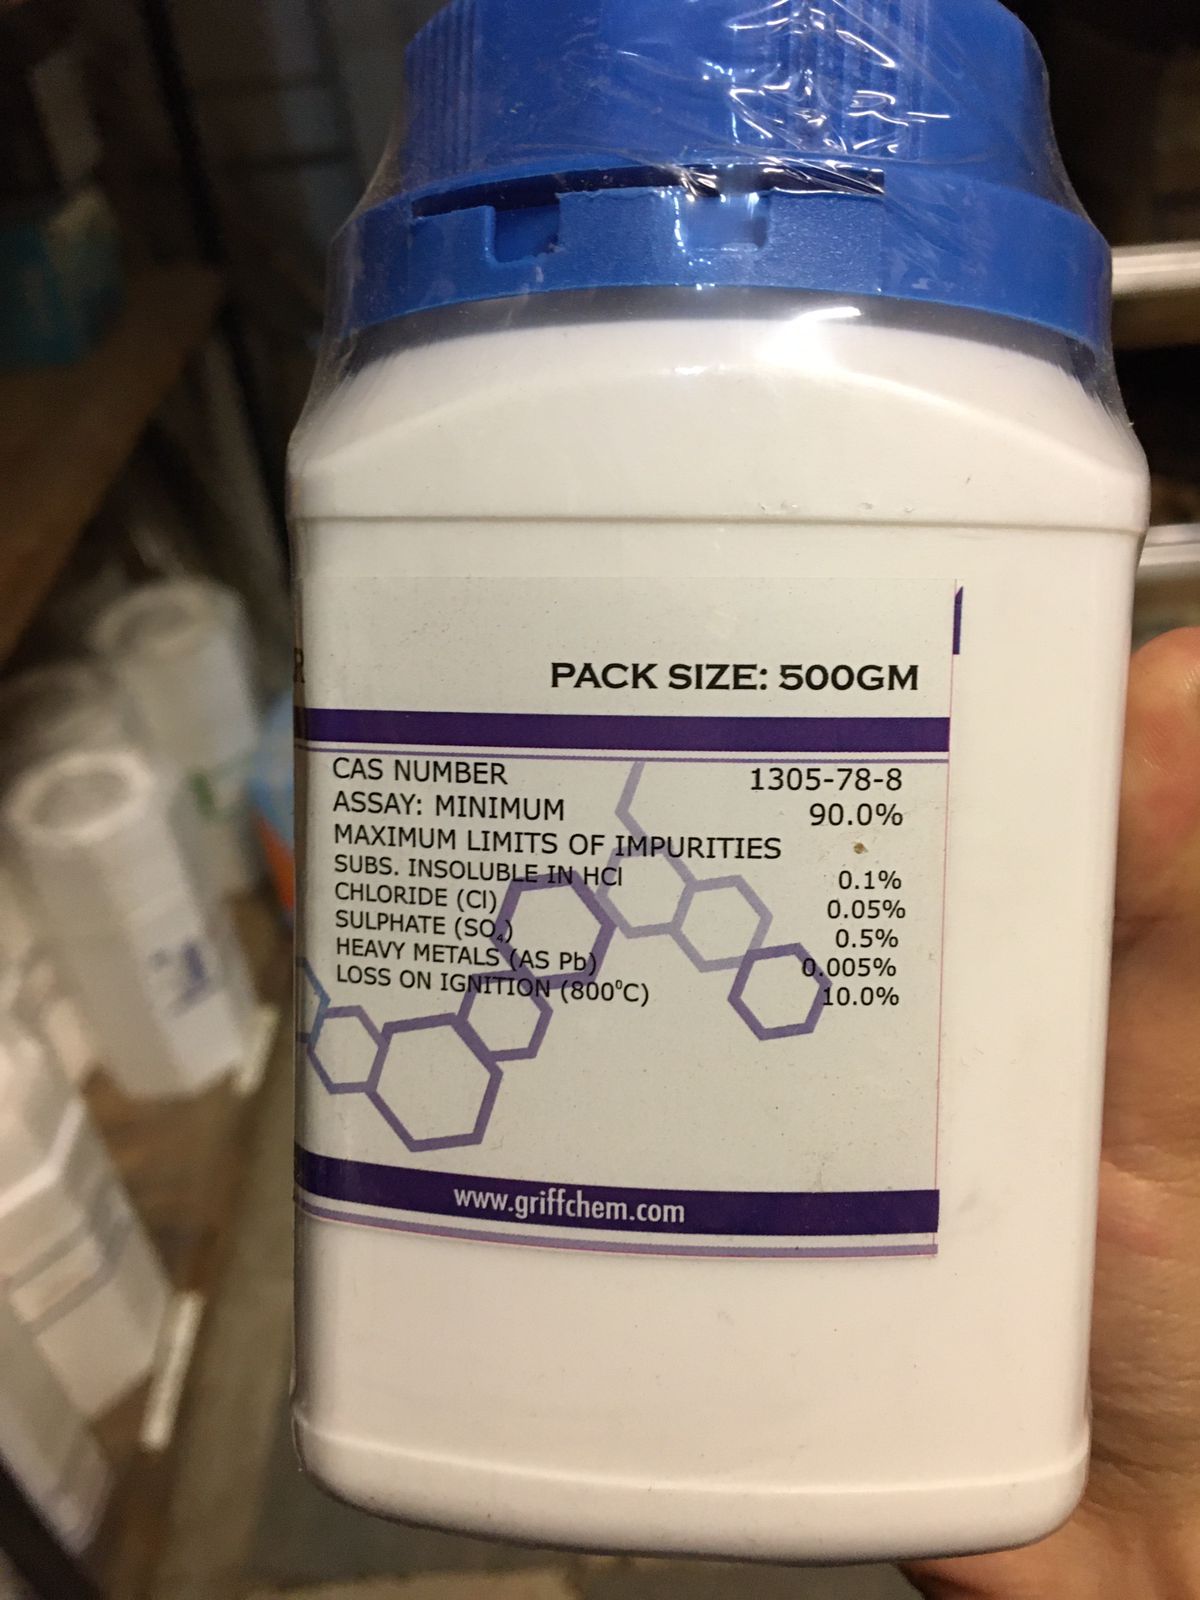 PACK SIZE: 500GM
CAS NUMBER 1305-78-8
ASSAY: MINIMUM 90.0%
MAXIMUM LIMITS OF IMPURITIES
SUBS. INSOLUBLE IN HCl 0.1%
CHLORIDE (Cl) 0.05%
SULPHATE (SO₄) 0.5%
HEAVY METALS (AS Pb) 0.005%
LOSS ON IGNITION (800⁰C) 10.0%
www.griffchem.com